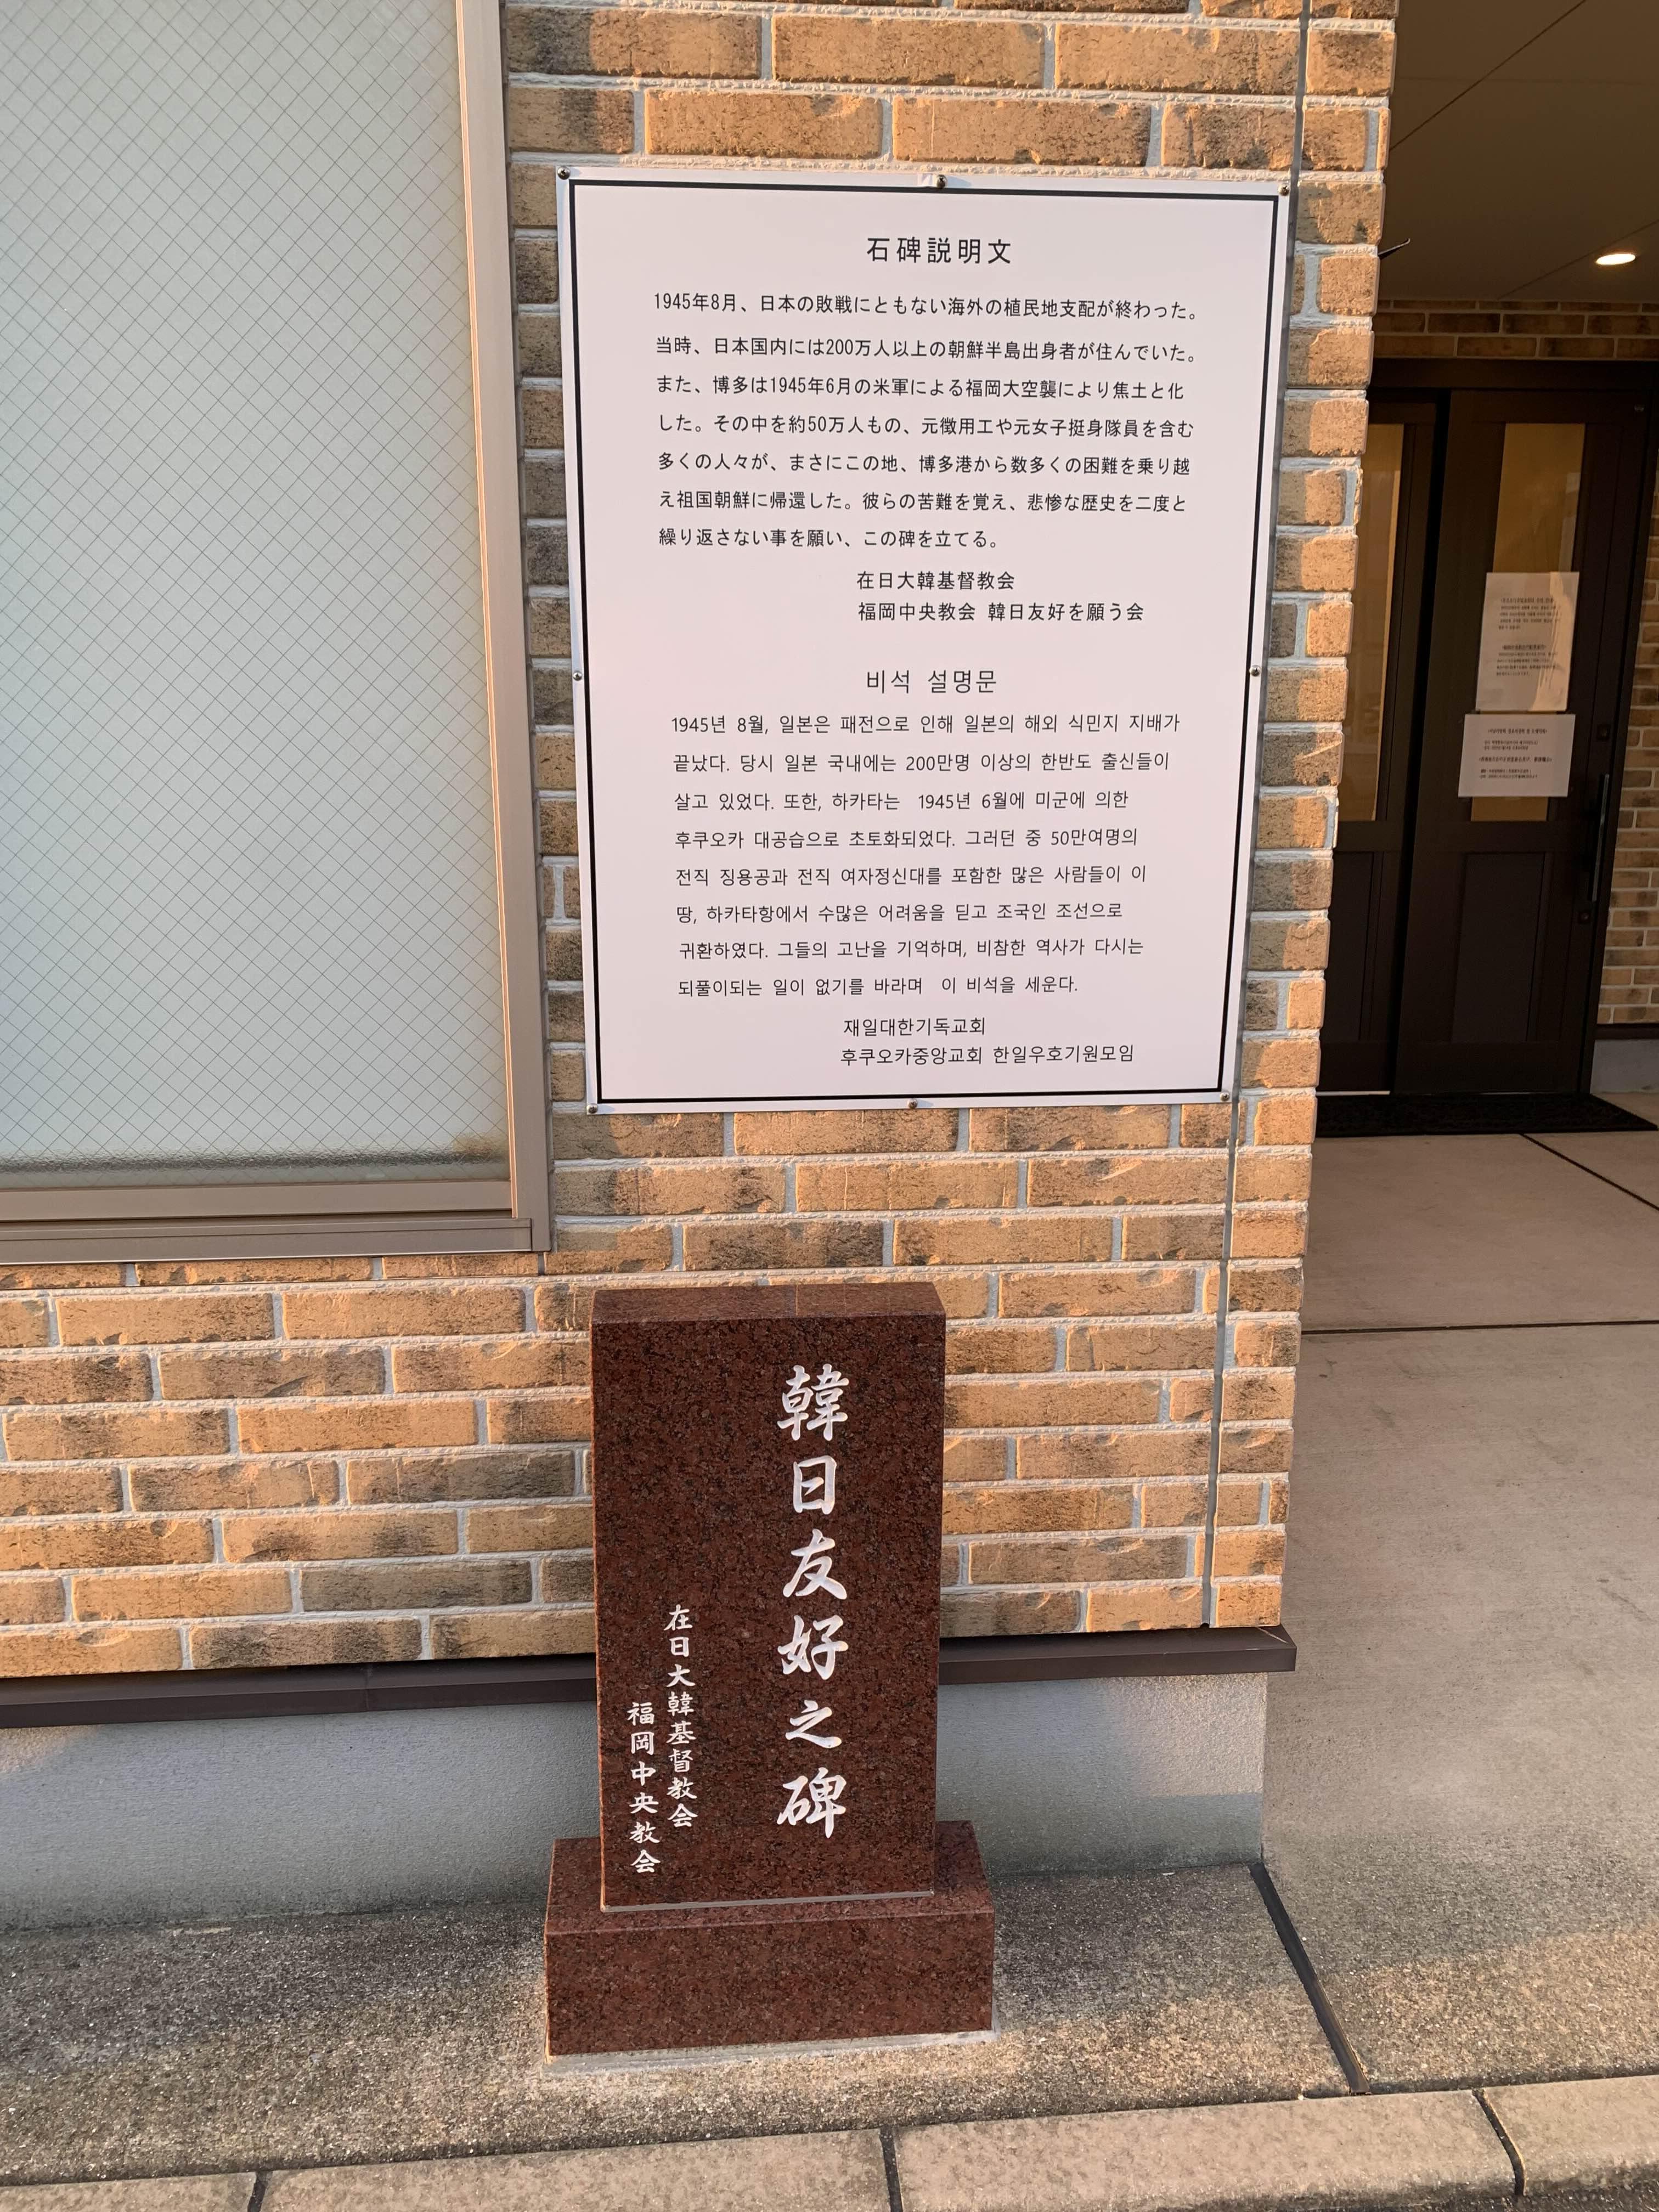 石碑説明文
1945年8月、日本の敗戦にともない海外の植民地支配が終わった。
当時、日本国内には200万人以上の朝鮮半島出身者が住んでいた。
また、博多は1945年6月の米軍による福岡大空襲により焦土と化
した。その中を約50万人もの、元徴用工や元女子挺身隊員を含む
多くの人々が、まさにこの地、博多港から数多くの困難を乗り越
え祖国朝鮮に帰還した。彼らの苦難を覚え、悲惨な歴史を二度と
繰り返さない事を願い、この碑を立てる。
在日大韓基督教会
福岡中央教会 韓日友好を願う会
비석 설명문
1945년 8월, 일본은 패전으로 인해 일본의 해외 식민지 지배가
끝났다. 당시 일본 국내에는 200만명 이상의 한반도 출신들이
살고 있었다. 또한, 하카타는 1945년 6월에 미군에 의한
후쿠오카 대공습으로 초토화되었다. 그러던 중 50만여명의
전직 징용공과 전직 여자정신대를 포함한 많은 사람들이 이
땅, 하카타항에서 수많은 어려움을 딛고 조국인 조선으로
귀환하였다. 그들의 고난을 기억하며, 비참한 역사가 다시는
되풀이되는 일이 없기를 바라며 이 비석을 세운다.
재일대한기독교회
후쿠오카중앙교회 한일우호기원모임
韓日友好之碑
在日大韓基督教会
福岡中央教会